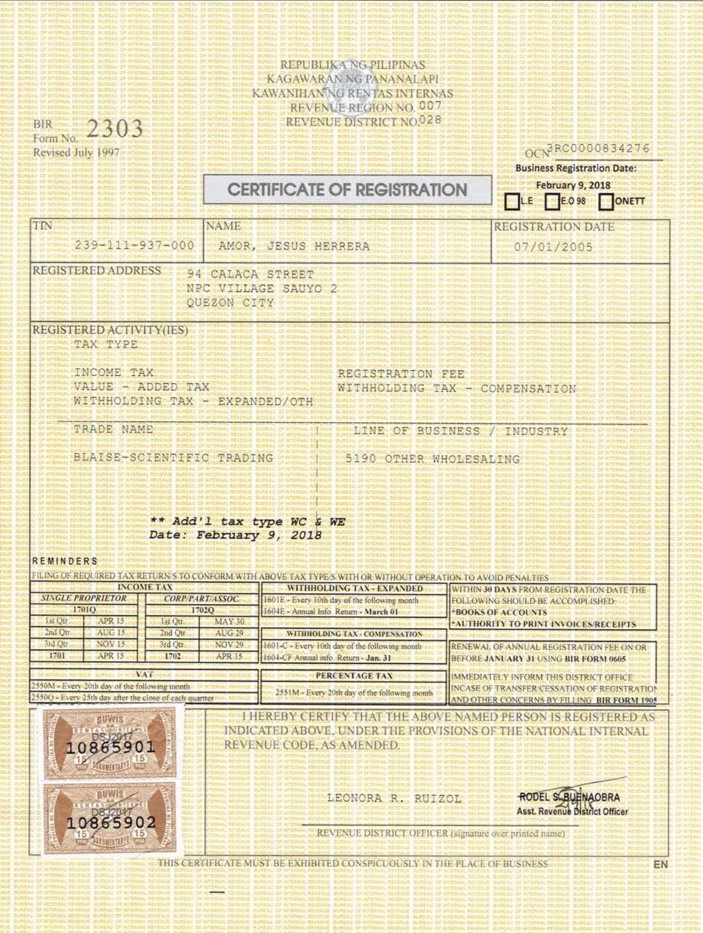 REPUBLIKA NG PILIPINAS
KAGAWARAN NG PANANALAPI
KAWANIHAN NG RENTAS INTERNAS
REVENUE REGION NO. 007
REVENUE DISTRICT NO. 028
BIR
Form No. 2303
Revised July 1997
OCN 3RC0000834276
Business Registration Date:
February 9, 2018
L.E E.O 98 ONETT
CERTIFICATE OF REGISTRATION
TIN NAME REGISTRATION DATE
239-111-937-000 AMOR, JESUS HERRERA 07/01/2005
REGISTERED ADDRESS 94 CALACA STREET
NPC VILLAGE SAUYO 2
QUEZON CITY
REGISTERED ACTIVITY(IES)
TAX TYPE
INCOME TAX REGISTRATION FEE
VALUE - ADDED TAX WITHHOLDING TAX - COMPENSATION
WITHHOLDING TAX - EXPANDED/OTH
TRADE NAME LINE OF BUSINESS / INDUSTRY
BLAISE-SCIENTIFIC TRADING 5190 OTHER WHOLESALING
** Add'l tax type WC & WE
Date: February 9, 2018
REMINDERS
FILING OF REQUIRED TAX RETURN/S TO CONFORM WITH ABOVE TAX TYPE/S WITH OR WITHOUT OPERATION TO AVOID PENALTIES
INCOME TAX
SINGLE PROPRIETOR CORP/PART/ASSOC.
1701Q 1702Q
1st Qtr. APR 15 1st Qtr. MAY 30
2nd Qtr. AUG 15 2nd Qtr. AUG 29
3rd Qtr. NOV 15 3rd Qtr. NOV 29
1701 APR 15 1702 APR 15
VAT
2550M - Every 20th day of the following month
2550Q - Every 25th day after the close of each quarter
WITHHOLDING TAX - EXPANDED
1601E - Every 10th day of the following month
1604E - Annual Info. Return - March 01
WITHHOLDING TAX - COMPENSATION
1601-C - Every 10th day of the following month
1604-CF Annual info. Return - Jan. 31
PERCENTAGE TAX
2551M - Every 20th day of the following month
WITHIN 30 DAYS FROM REGISTRATION DATE THE
FOLLOWING SHOULD BE ACCOMPLISHED:
*BOOKS OF ACCOUNTS
*AUTHORITY TO PRINT INVOICES/RECEIPTS
RENEWAL OF ANNUAL REGISTRATION FEE ON OR
BEFORE JANUARY 31 USING BIR FORM 0605
IMMEDIATELY INFORM THIS DISTRICT OFFICE
INCASE OF TRANSFER/CESSATION OF REGISTRATION
AND OTHER CONCERNS BY FILLING BIR FORM 1905
BUWIS
DSJ2017
10865901
15 15
DOKUMENTARYO
BUWIS
DSJ2017
10865902
15 15
DOKUMENTARYO
I HEREBY CERTIFY THAT THE ABOVE NAMED PERSON IS REGISTERED AS
INDICATED ABOVE, UNDER THE PROVISIONS OF THE NATIONAL INTERNAL
REVENUE CODE, AS AMENDED.
LEONORA R. RUIZOL
RODEL S. BUENAOBRA
Asst. Revenue District Officer
REVENUE DISTRICT OFFICER (signature over printed name)
THIS CERTIFICATE MUST BE EXHIBITED CONSPICUOUSLY IN THE PLACE OF BUSINESS
EN